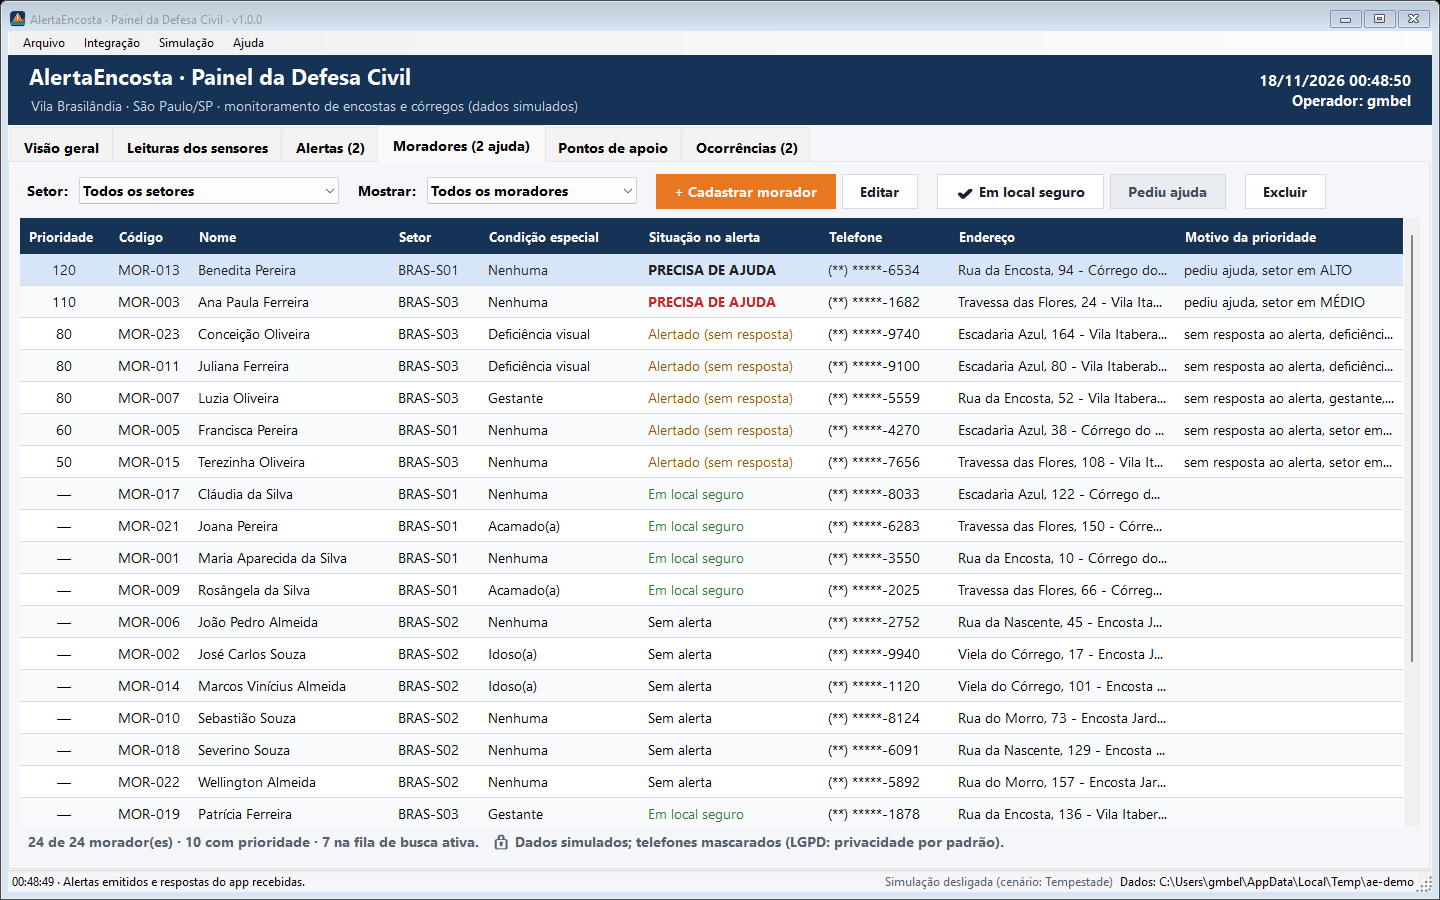 AlertaEncosta · Painel da Defesa Civil · v1.0.0
Arquivo Integração Simulação Ajuda
AlertaEncosta · Painel da Defesa Civil
18/11/2026 00:48:50
Vila Brasilândia · São Paulo/SP · monitoramento de encostas e córregos (dados simulados)
Operador: gmbel
Visão geral Leituras dos sensores Alertas (2) Moradores (2 ajuda) Pontos de apoio Ocorrências (2)
Setor: Todos os setores Mostrar: Todos os moradores + Cadastrar morador Editar ✔ Em local seguro Pediu ajuda Excluir
Prioridade Código Nome Setor Condição especial Situação no alerta Telefone Endereço Motivo da prioridade
120 MOR-013 Benedita Pereira BRAS-S01 Nenhuma PRECISA DE AJUDA (**) *****-6534 Rua da Encosta, 94 - Córrego do... pediu ajuda, setor em ALTO
110 MOR-003 Ana Paula Ferreira BRAS-S03 Nenhuma PRECISA DE AJUDA (**) *****-1682 Travessa das Flores, 24 - Vila Ita... pediu ajuda, setor em MÉDIO
80 MOR-023 Conceição Oliveira BRAS-S03 Deficiência visual Alertado (sem resposta) (**) *****-9740 Escadaria Azul, 164 - Vila Itabera... sem resposta ao alerta, deficiênci...
80 MOR-011 Juliana Ferreira BRAS-S03 Deficiência visual Alertado (sem resposta) (**) *****-9100 Escadaria Azul, 80 - Vila Itaberab... sem resposta ao alerta, deficiênci...
80 MOR-007 Luzia Oliveira BRAS-S03 Gestante Alertado (sem resposta) (**) *****-5559 Rua da Encosta, 52 - Vila Itabera... sem resposta ao alerta, gestante,...
60 MOR-005 Francisca Pereira BRAS-S01 Nenhuma Alertado (sem resposta) (**) *****-4270 Escadaria Azul, 38 - Córrego do ... sem resposta ao alerta, setor em...
50 MOR-015 Terezinha Oliveira BRAS-S03 Nenhuma Alertado (sem resposta) (**) *****-7656 Travessa das Flores, 108 - Vila It... sem resposta ao alerta, setor em...
— MOR-017 Cláudia da Silva BRAS-S01 Nenhuma Em local seguro (**) *****-8033 Escadaria Azul, 122 - Córrego d...
— MOR-021 Joana Pereira BRAS-S01 Acamado(a) Em local seguro (**) *****-6283 Travessa das Flores, 150 - Córre...
— MOR-001 Maria Aparecida da Silva BRAS-S01 Nenhuma Em local seguro (**) *****-3550 Rua da Encosta, 10 - Córrego do...
— MOR-009 Rosângela da Silva BRAS-S01 Acamado(a) Em local seguro (**) *****-2025 Travessa das Flores, 66 - Córreg...
— MOR-006 João Pedro Almeida BRAS-S02 Nenhuma Sem alerta (**) *****-2752 Rua da Nascente, 45 - Encosta J...
— MOR-002 José Carlos Souza BRAS-S02 Idoso(a) Sem alerta (**) *****-9940 Viela do Córrego, 17 - Encosta J...
— MOR-014 Marcos Vinícius Almeida BRAS-S02 Idoso(a) Sem alerta (**) *****-1120 Viela do Córrego, 101 - Encosta ...
— MOR-010 Sebastião Souza BRAS-S02 Nenhuma Sem alerta (**) *****-8124 Rua do Morro, 73 - Encosta Jard...
— MOR-018 Severino Souza BRAS-S02 Nenhuma Sem alerta (**) *****-6091 Rua da Nascente, 129 - Encosta ...
— MOR-022 Wellington Almeida BRAS-S02 Nenhuma Sem alerta (**) *****-5892 Rua do Morro, 157 - Encosta Jar...
— MOR-019 Patrícia Ferreira BRAS-S03 Gestante Em local seguro (**) *****-1878 Rua da Encosta, 136 - Vila Itaber...
24 de 24 morador(es) · 10 com prioridade · 7 na fila de busca ativa. Dados simulados; telefones mascarados (LGPD: privacidade por padrão).
00:48:49 · Alertas emitidos e respostas do app recebidas. Simulação desligada (cenário: Tempestade) Dados: C:\Users\gmbel\AppData\Local\Temp\ae-demo